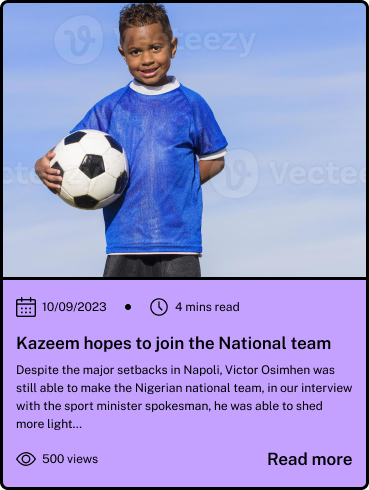 Vecteezy
Vecteezy
10/09/2023 • 4 mins read
Kazeem hopes to join the National team
Despite the major setbacks in Napoli, Victor Osimhen was
still able to make the Nigerian national team, in our interview
with the sport minister spokesman, he was able to shed
more light...
500 views
Read more